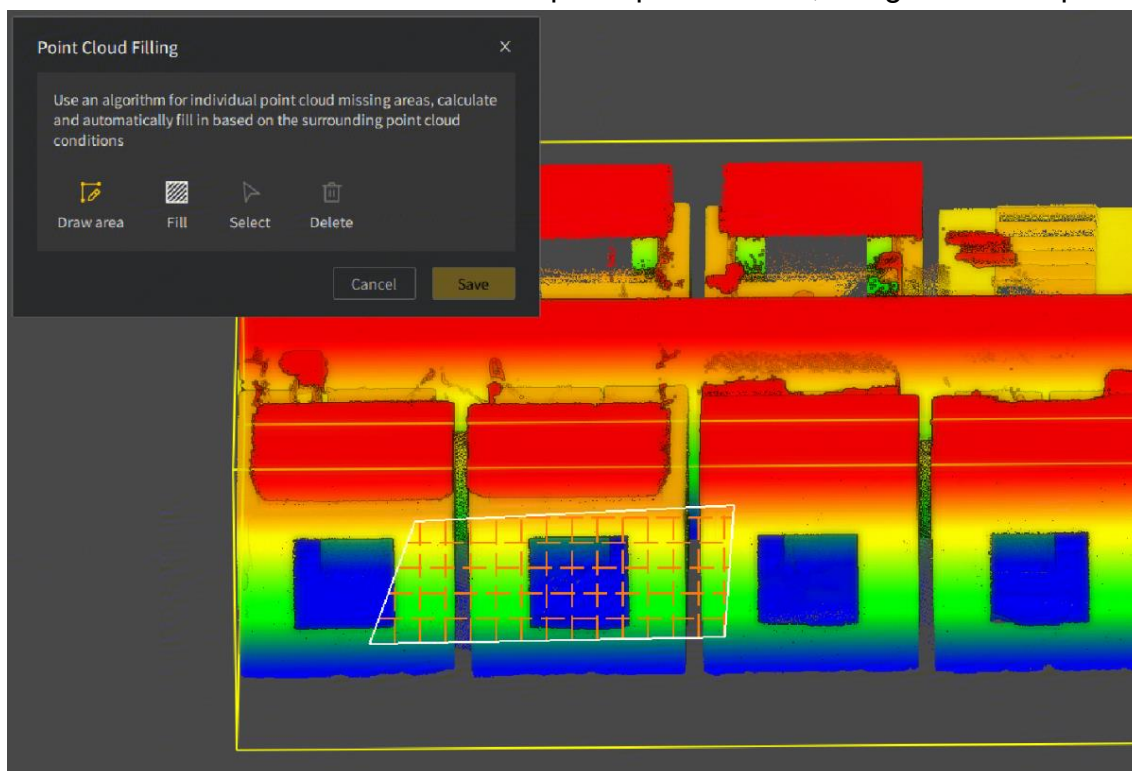 Point Cloud Filling
Use an algorithm for individual point cloud missing areas, calculate
and automatically fill in based on the surrounding point cloud
conditions
Draw area Fill Select Delete
Cancel Save